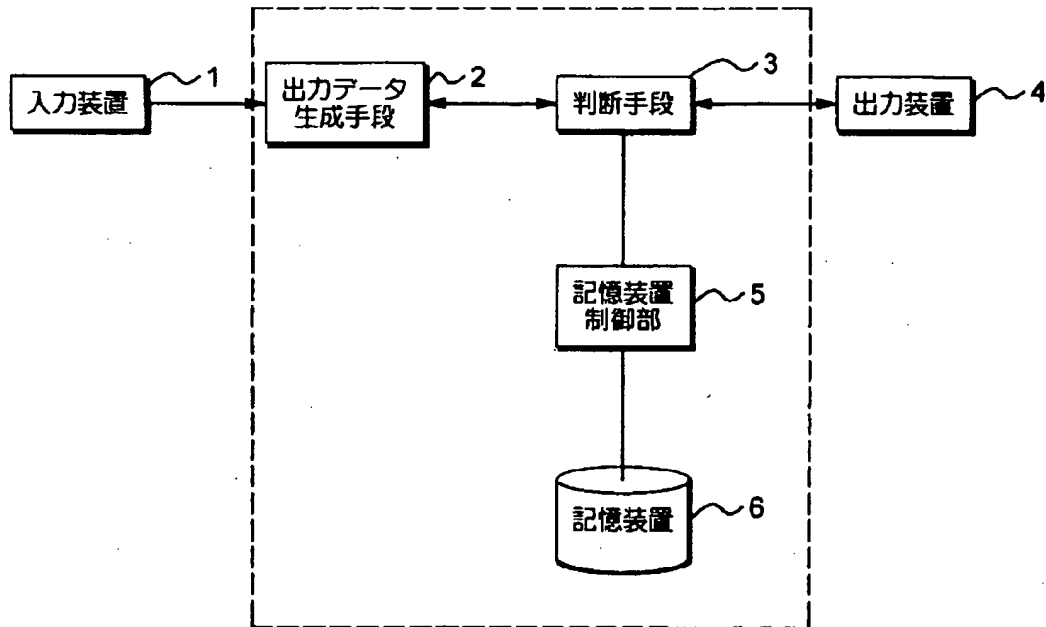 入力装置
1
出力データ
生成手段
2
判断手段
3
出力装置
4
記憶装置
制御部
5
記憶装置
6